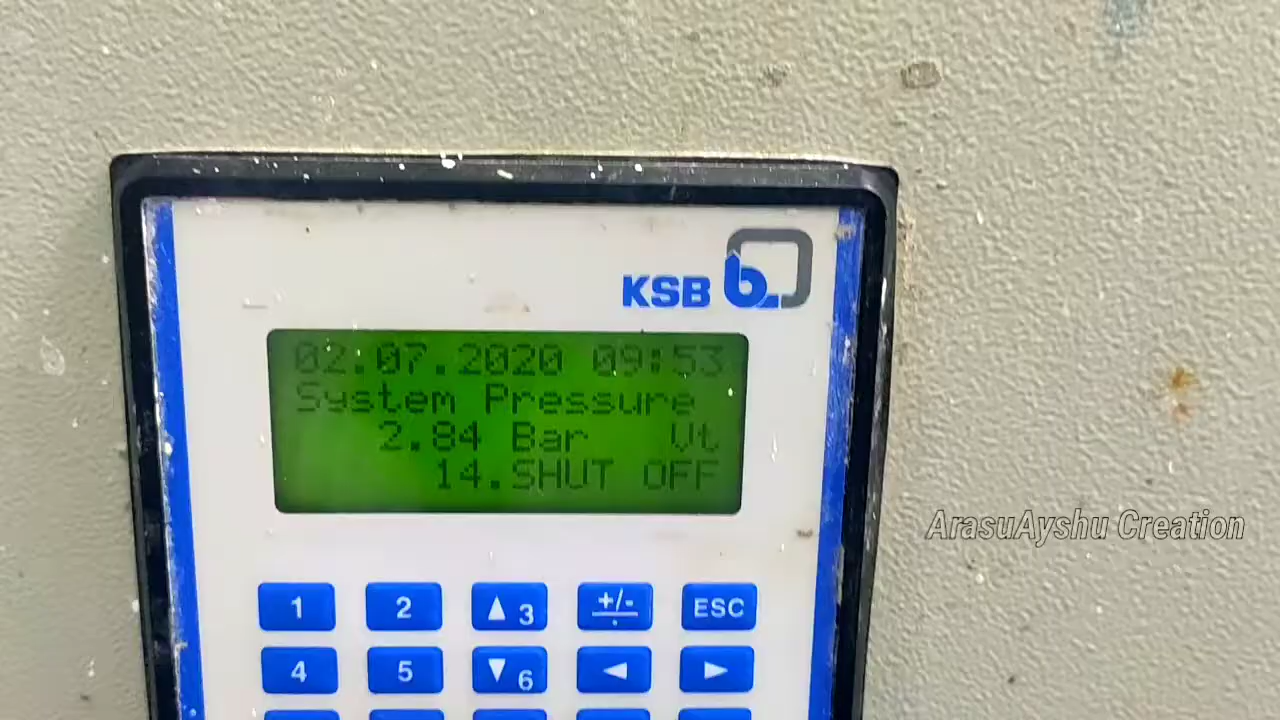 KSB
02.07.2020 09:53
System Pressure
2.84 Bar Vt
14.SHUT OFF
ArasuAyshu Creation
1 2 3 +/- ESC
4 5 6